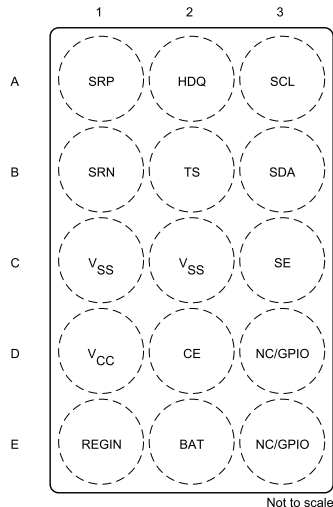 1 2 3
A SRP HDQ SCL
B SRN TS SDA
C VSS VSS SE
D VCC CE NC/GPIO
E REGIN BAT NC/GPIO
Not to scale